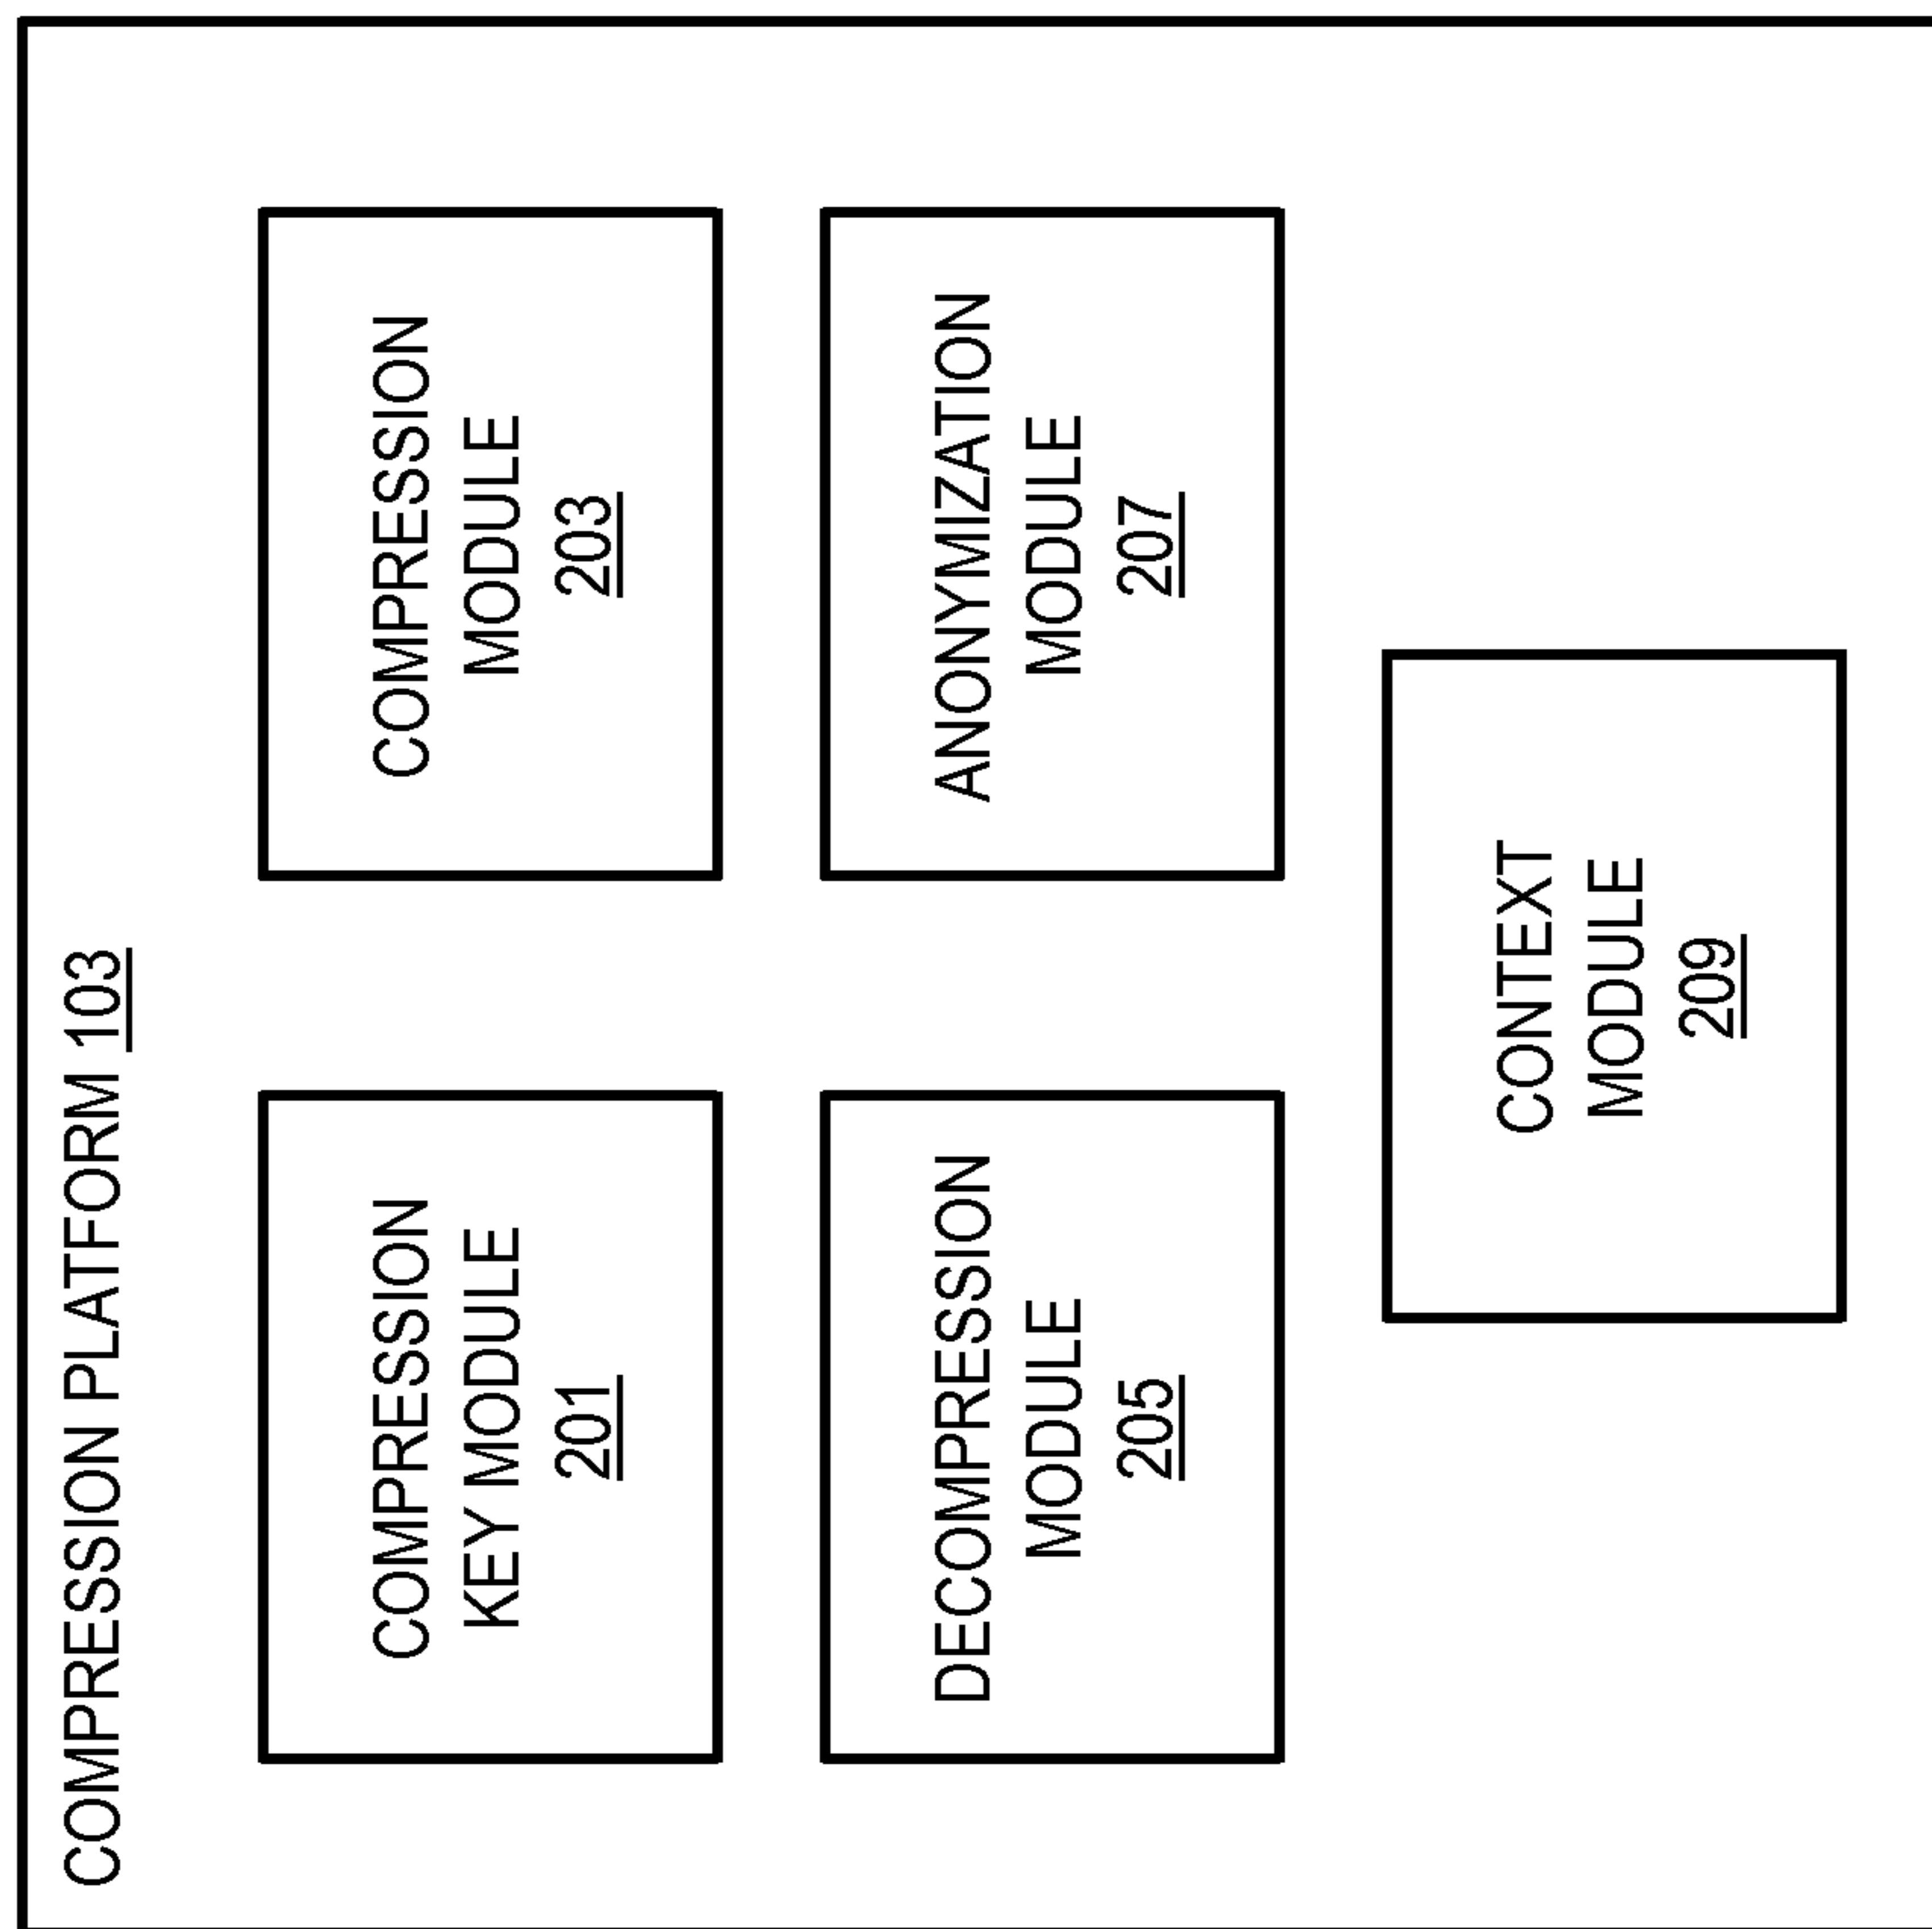 COMPRESSION PLATFORM 103
COMPRESSION
KEY MODULE
201
COMPRESSION
MODULE
203
DECOMPRESSION
MODULE
205
ANONYMIZATION
MODULE
207
CONTEXT
MODULE
209